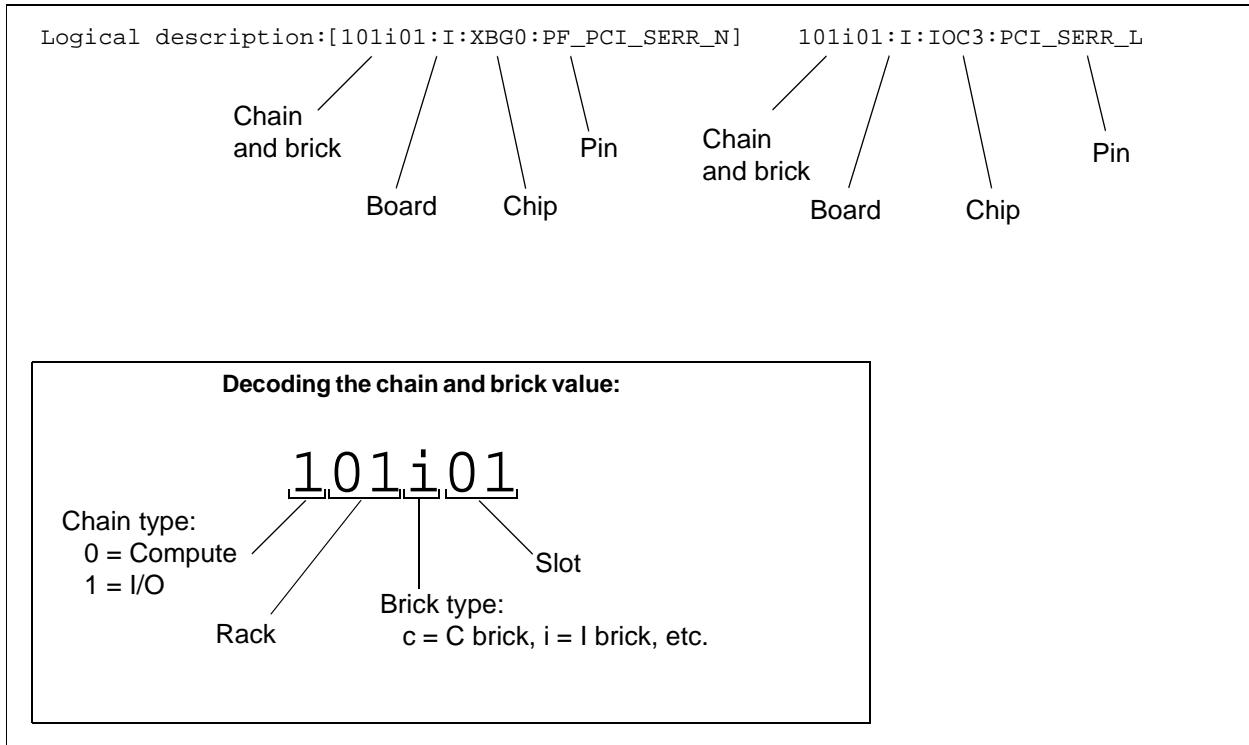 Logical description:[101i01:I:XBG0:PF_PCI_SERR_N] 101i01:I:IOC3:PCI_SERR_L
Chain
and brick
Board
Chip
Pin
Chain
and brick
Board
Chip
Pin
Decoding the chain and brick value:
101i01
Chain type:
0 = Compute
1 = I/O
Rack
Brick type:
c = C brick, i = I brick, etc.
Slot